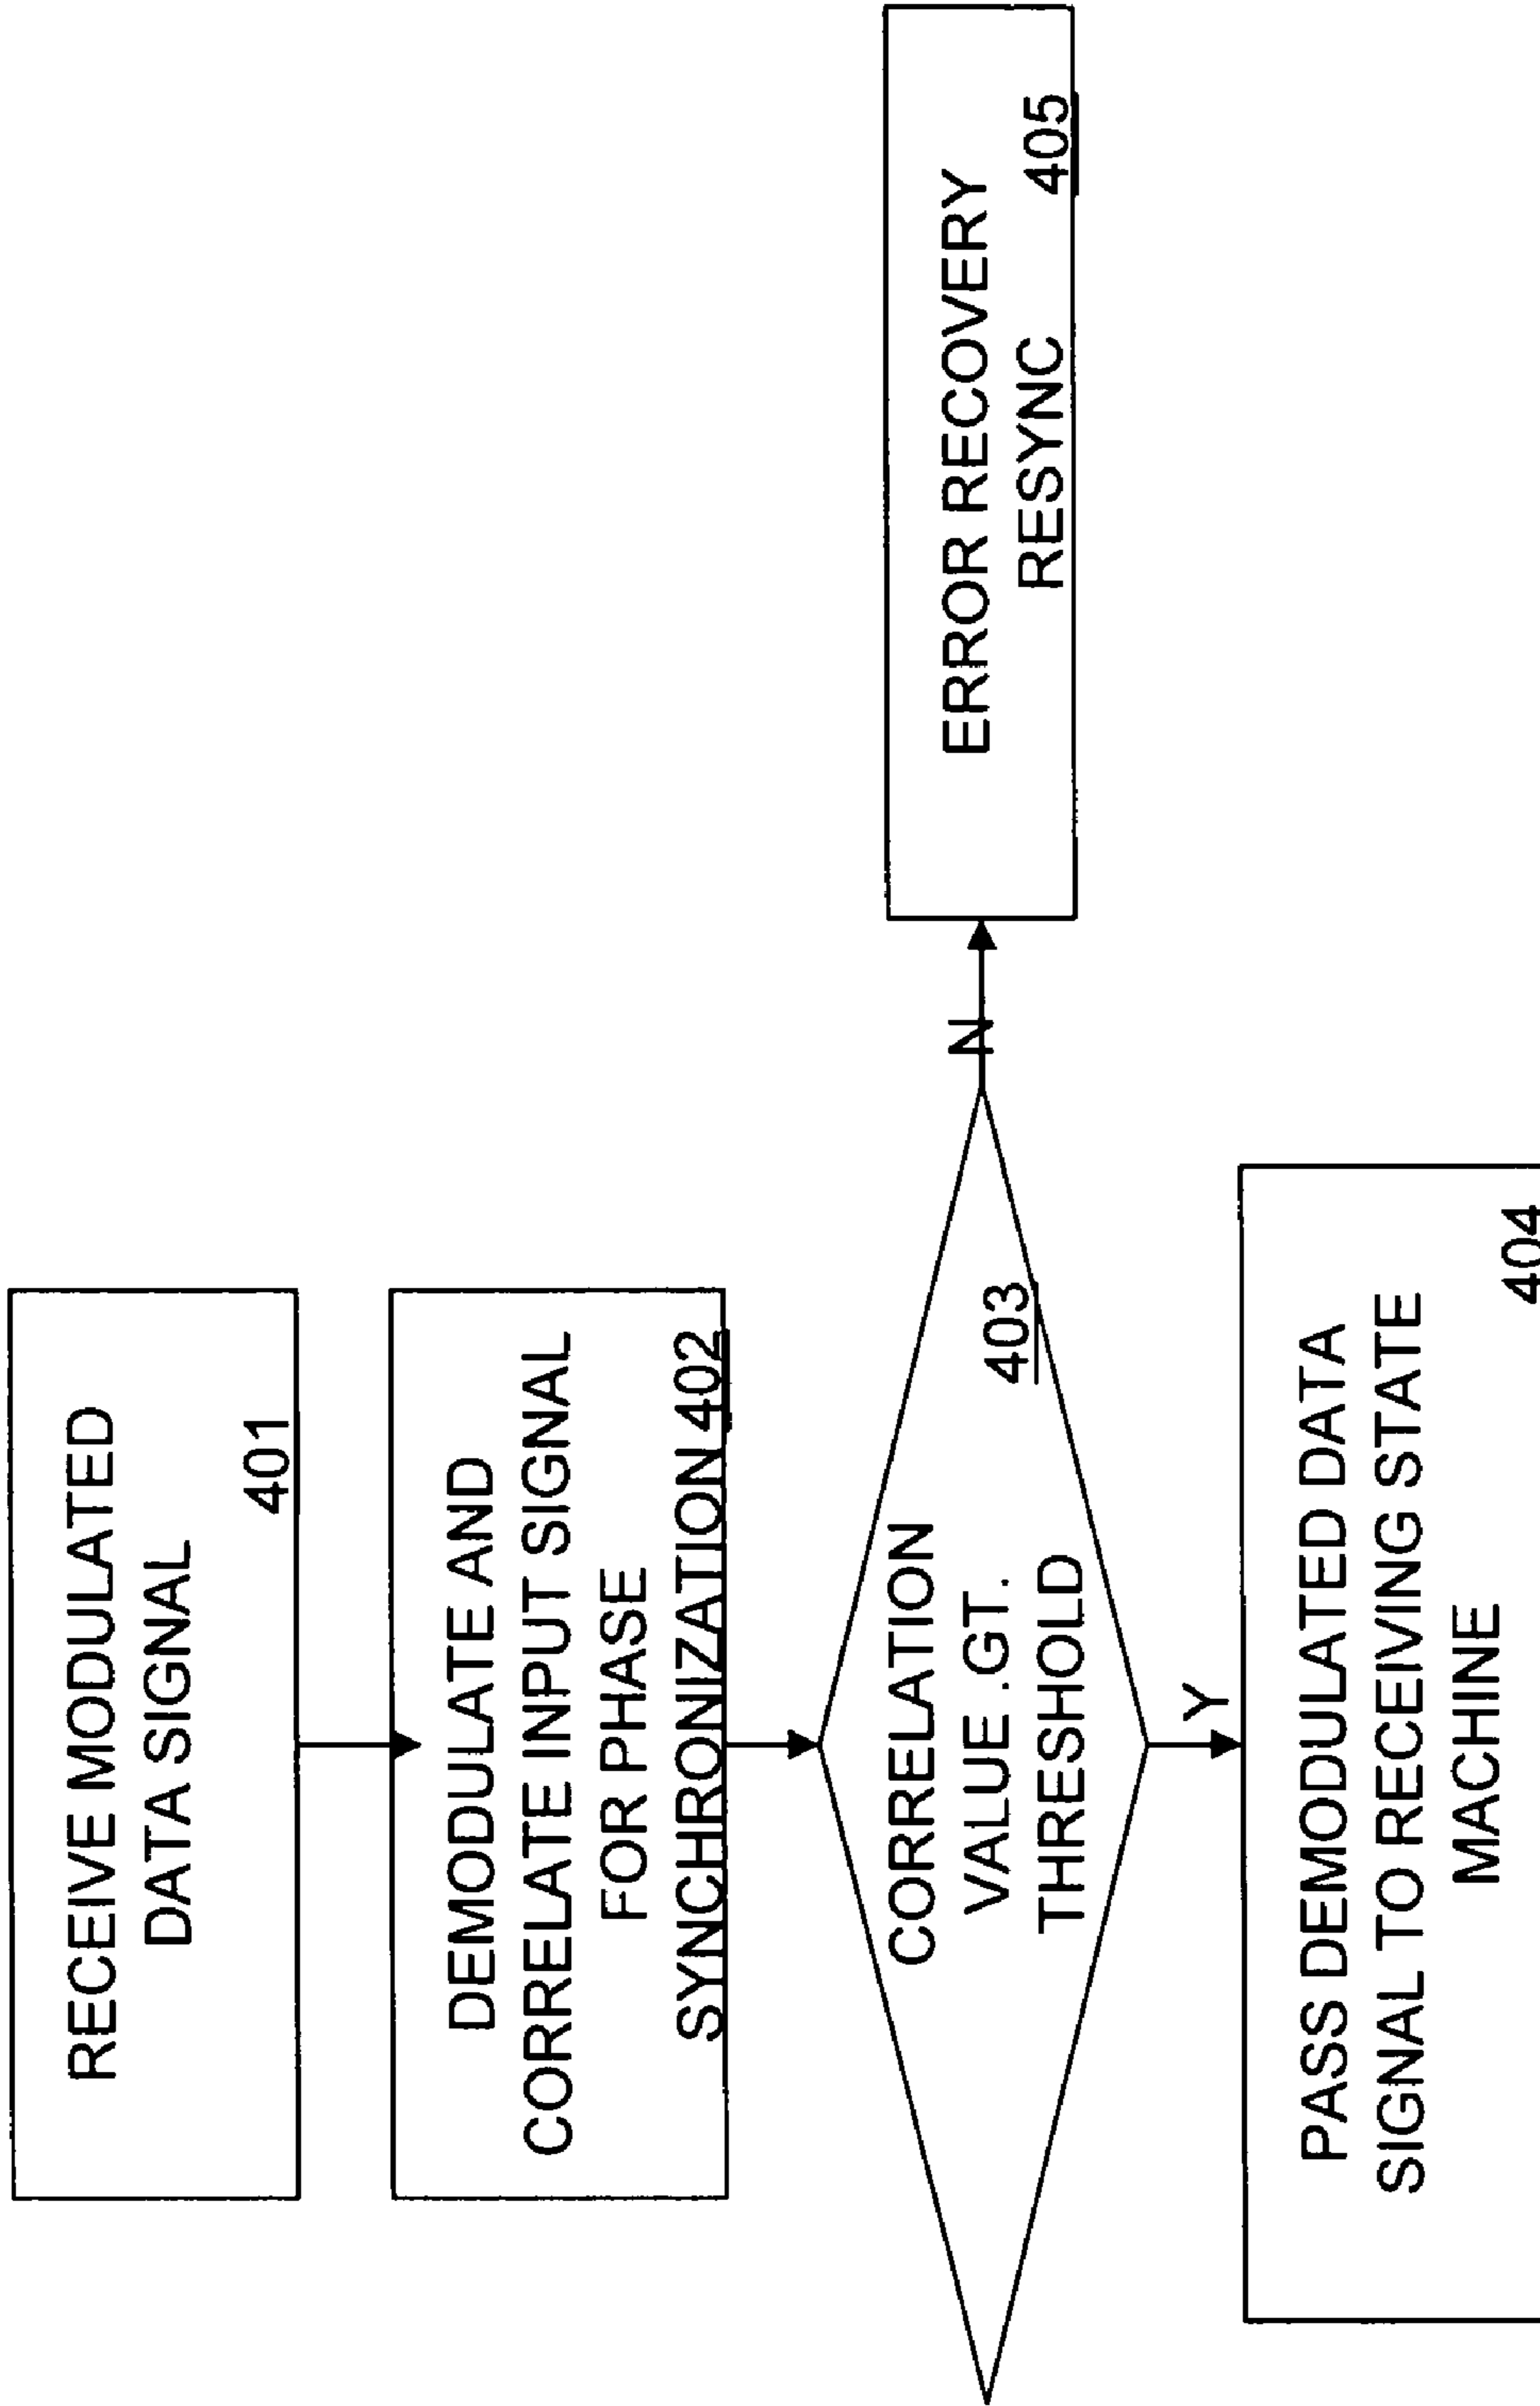 RECEIVE MODULATED
DATA SIGNAL
401
DEMODULATE AND
CORRELATE INPUT SIGNAL
FOR PHASE
SYNCHRONIZATION 402
CORRELATION
VALUE .GT.
THRESHOLD
403
N
ERROR RECOVERY
RESYNC
405
Y
PASS DEMODULATED DATA
SIGNAL TO RECEIVING STATE
MACHINE
404